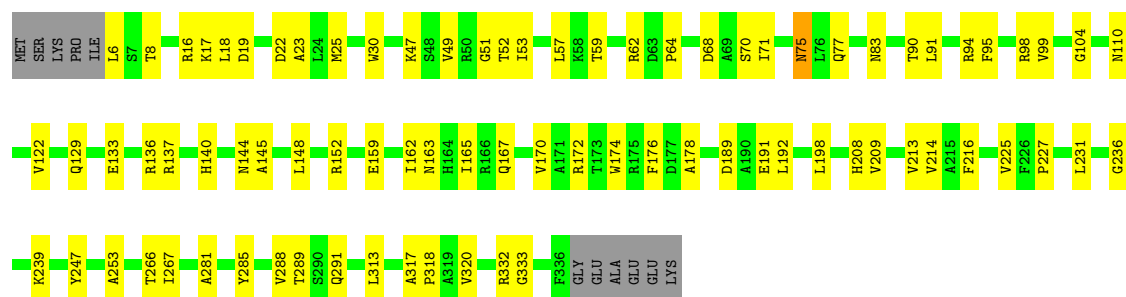 MET SER LYS PRO ILE L6 S7 T8 R16 K17 L18 D19 D22 A23 L24 M25 W30 K47 S48 V49 R50 G51 T52 I53 L57 K58 T59 R62 D63 P64 D68 A69 S70 I71 N75 L76 Q77 N83 T90 L91 R94 F95 R98 V99 G104 N110
V122 Q129 E133 R136 R137 H140 N144 A145 L148 R152 E159 I162 N163 H164 I165 R166 Q167 V170 A171 R172 T173 W174 R175 F176 D177 A178 D189 A190 E191 L192 L198 H208 V209 V213 V214 A215 F216 V225 F226 P227 L231 G236
K239 Y247 A253 T266 I267 A281 Y285 V288 T289 S290 Q291 L313 A317 P318 A319 V320 R332 G333 F336 GLY GLU ALA GLU GLU LYS